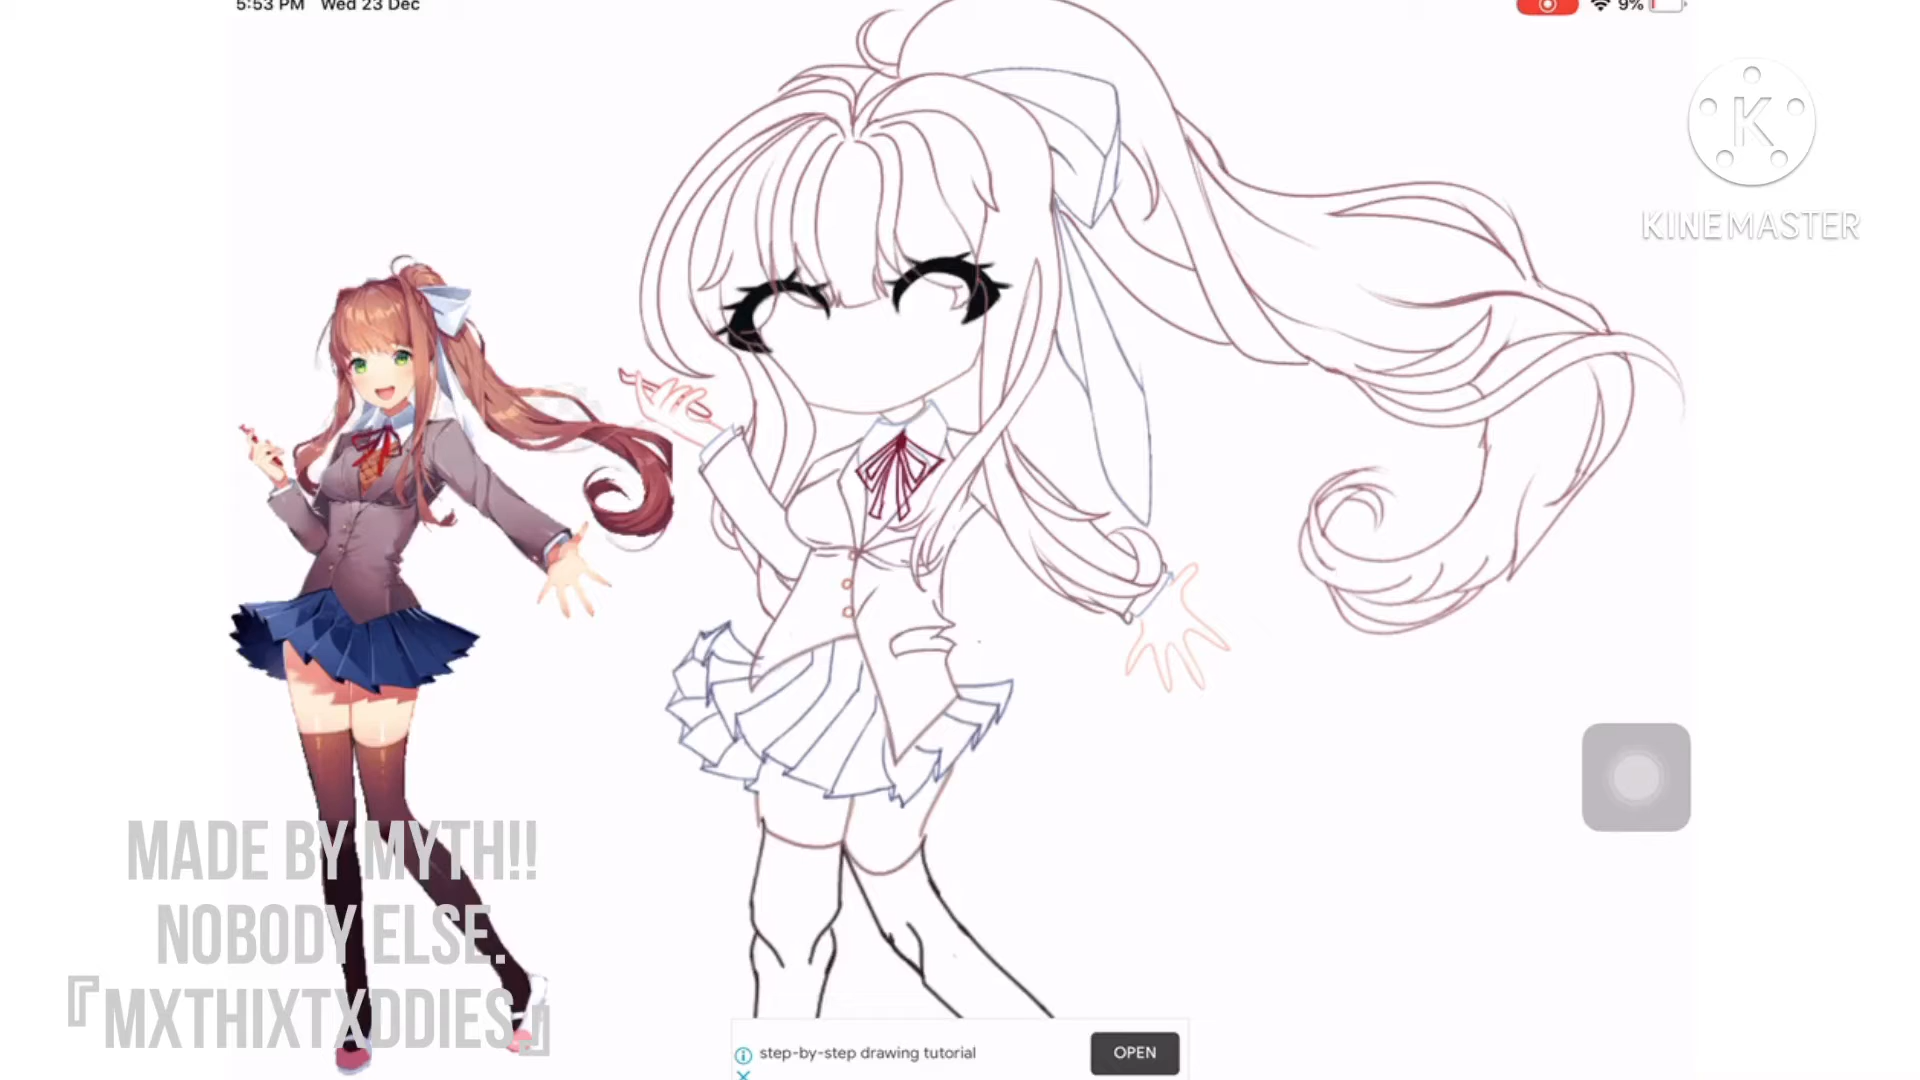 5:53 PM Wed 23 Dec
9%
K
KINEMASTER
MADE BY MYTH!!
NOBODY ELSE.
『MXTHIXTXDDIES』
step-by-step drawing tutorial
OPEN